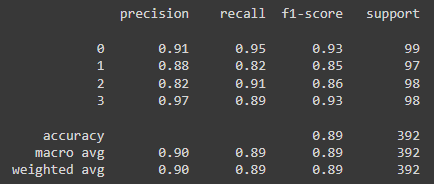 precision recall f1-score support
0 0.91 0.95 0.93 99
1 0.88 0.82 0.85 97
2 0.82 0.91 0.86 98
3 0.97 0.89 0.93 98
accuracy 0.89 392
macro avg 0.90 0.89 0.89 392
weighted avg 0.90 0.89 0.89 392